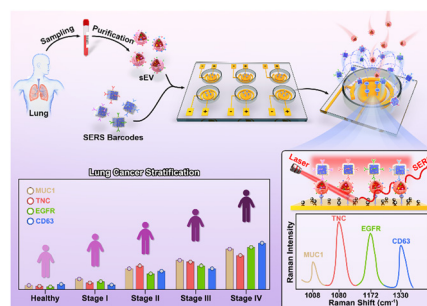 Sampling
Purification
sEV
Lung
SERS Barcodes
Lung Cancer Stratification
MUC1
TNC
EGFR
CD63
Healthy
Stage I
Stage II
Stage III
Stage IV
Laser
SERS
Raman Intensity
MUC1
TNC
EGFR
CD63
1008
1080
1172
1330
Raman Shift (cm⁻¹)